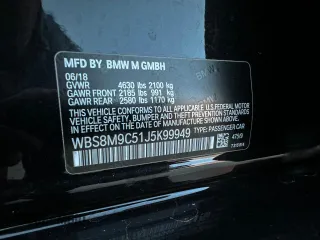 MFD BY BMW M GMBH
06/18
GVWR 4630 lbs 2100 kg
GAWR FRONT 2185 lbs 991 kg
GAWR REAR 2580 lbs 1170 kg
THIS VEHICLE CONFORMS TO ALL APPLICABLE
FEDERAL MOTOR VEHICLE SAFETY, BUMPER, AND
THEFT PREVENTION STANDARDS IN EFFECT ON THE
DATE OF MANUFACTURE SHOWN ABOVE.
WBS8M9C51J5K99949 TYPE: PASSENGER CAR
475/9